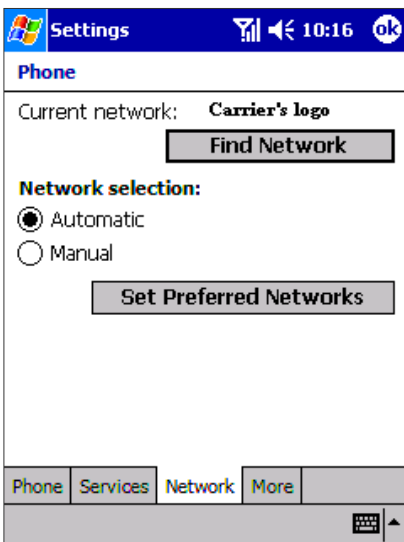 Settings 10:16 ok
Phone
Current network: Carrier's logo
Find Network
Network selection:
Automatic
Manual
Set Preferred Networks
Phone Services Network More